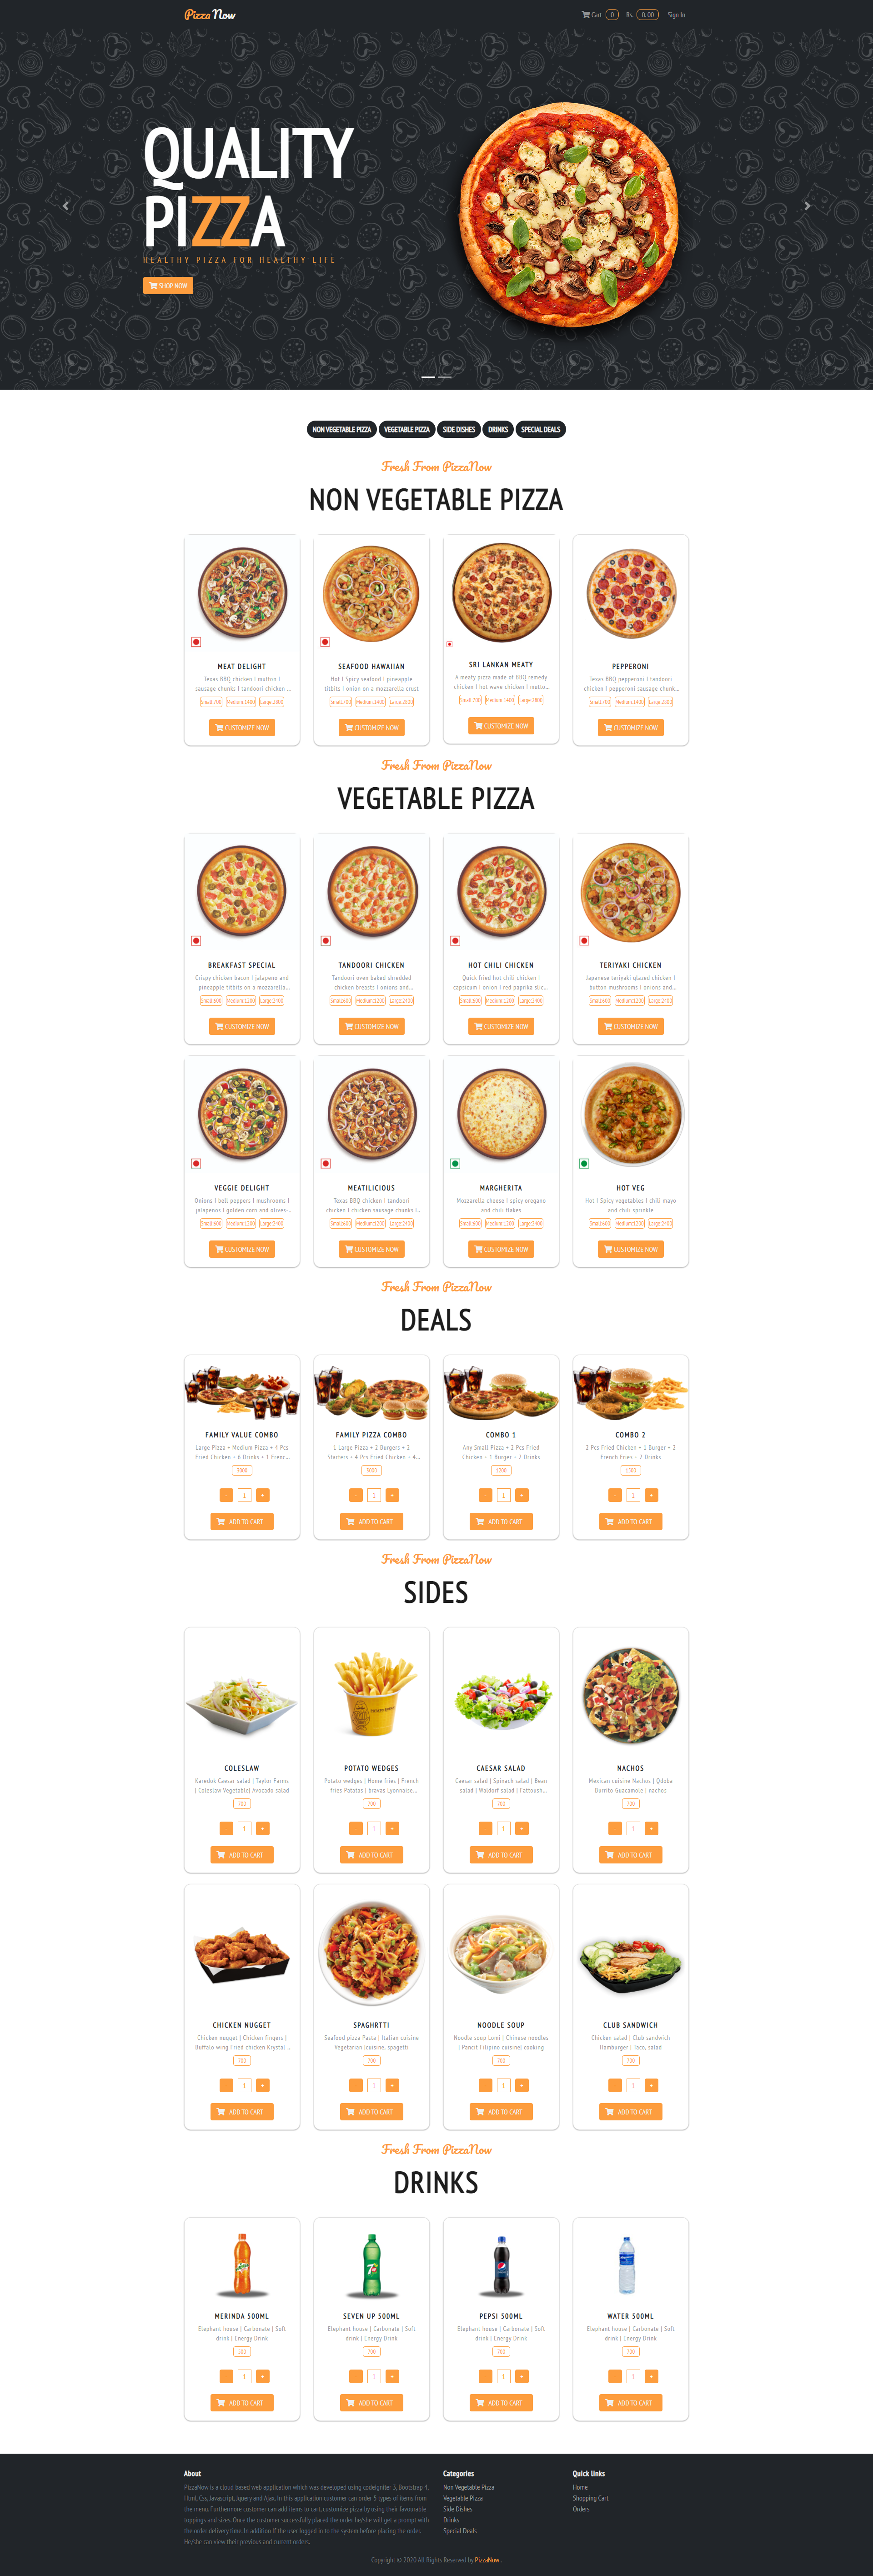 Pizza Now
Cart 0 Rs. 0.00 Sign In
QUALITY
PIZZA
HEALTHY PIZZA FOR HEALTHY LIFE
SHOP NOW
NON VEGETABLE PIZZA VEGETABLE PIZZA SIDE DISHES DRINKS SPECIAL DEALS
Fresh From PizzaNow
NON VEGETABLE PIZZA
MEAT DELIGHT
Texas BBQ chicken I mutton I
sausage chunks I tandoori chicken ...
Small:700 Medium:1400 Large:2800
CUSTOMIZE NOW
SEAFOOD HAWAIIAN
Hot I Spicy seafood I pineapple
titbits I onion on a mozzarella crust
Small:700 Medium:1400 Large:2800
CUSTOMIZE NOW
SRI LANKAN MEATY
A meaty pizza made of BBQ remedy
chicken I hot wave chicken I mutto...
Small:700 Medium:1400 Large:2800
CUSTOMIZE NOW
PEPPERONI
Texas BBQ pepperoni I tandoori
chicken I pepperoni sausage chunk...
Small:700 Medium:1400 Large:2800
CUSTOMIZE NOW
Fresh From PizzaNow
VEGETABLE PIZZA
BREAKFAST SPECIAL
Crispy chicken bacon I jalapeno and
pineapple titbits on a mozzarella...
Small:600 Medium:1200 Large:2400
CUSTOMIZE NOW
TANDOORI CHICKEN
Tandoori oven baked shredded
chicken breasts I onions and...
Small:600 Medium:1200 Large:2400
CUSTOMIZE NOW
HOT CHILI CHICKEN
Quick fried hot chili chicken I
capsicam I onion I red paprika slic...
Small:600 Medium:1200 Large:2400
CUSTOMIZE NOW
TERIYAKI CHICKEN
Japanese teriyaki glazed chicken I
button mushrooms I onions and...
Small:600 Medium:1200 Large:2400
CUSTOMIZE NOW
VEGGIE DELIGHT
Onions I bell peppers I mushrooms I
jalapenos I golden corn and olives...
Small:600 Medium:1200 Large:2400
CUSTOMIZE NOW
MEATILICIOUS
Texas BBQ chicken I tandoori
chicken I chicken sausage chunks I...
Small:600 Medium:1200 Large:2400
CUSTOMIZE NOW
MARGHERITA
Mozzarella cheese I spicy oregano
and chili flakes
Small:600 Medium:1200 Large:2400
CUSTOMIZE NOW
HOT VEG
Hot I Spicy vegetables I chili mayo
and chili sprinkle
Small:600 Medium:1200 Large:2400
CUSTOMIZE NOW
Fresh From PizzaNow
DEALS
FAMILY VALUE COMBO
Large Pizza + Medium Pizza + 4 Pcs
Fried Chicken + 6 Drinks + 1 Frenc...
3000
- 1 +
ADD TO CART
FAMILY PIZZA COMBO
1 Large Pizza + 2 Burgers + 2
Starters + 4 Pcs Fried Chicken + 4...
5000
- 1 +
ADD TO CART
COMBO 1
Any Small Pizza + 2 Pcs Fried
Chicken + 1 Burger + 2 Drinks
1200
- 1 +
ADD TO CART
COMBO 2
2 Pcs Fried Chicken + 1 Burger + 2
French Fries + 2 Drinks
1500
- 1 +
ADD TO CART
Fresh From PizzaNow
SIDES
COLESLAW
Karedok Caesar salad | Taylor Farms
| Coleslaw Vegetable| Avocado salad
700
- 1 +
ADD TO CART
POTATO WEDGES
Potato wedges | Home fries | French
fries Patatas | bravas Lyonnaise...
700
- 1 +
ADD TO CART
CAESAR SALAD
Caesar salad | Spinach salad | Bean
salad | Waldorf salad | Fattoush...
700
- 1 +
ADD TO CART
NACHOS
Mexican cuisine Nachos | Qdoba
Barrito Guacamole | nachos
700
- 1 +
ADD TO CART
CHICKEN NUGGET
Chicken nugget | Chicken fingers |
Buffalo wing Fried chicken Krystal ...
700
- 1 +
ADD TO CART
SPAGHRTTI
Seafood pizza Pasta | Italian cuisine
Vegetarian |cuisine, spagetti
700
- 1 +
ADD TO CART
NOODLE SOUP
Noodle soup Lomi | Chinese noodles
| Pancit Filipino cuisine| cooking
700
- 1 +
ADD TO CART
CLUB SANDWICH
Chicken salad | Club sandwich
Hamburger | Taco, salad
700
- 1 +
ADD TO CART
Fresh From PizzaNow
DRINKS
MERINDA 500ML
Elephant house | Carbonate | Soft
drink | Energy Drink
500
- 1 +
ADD TO CART
SEVEN UP 500ML
Elephant house | Carbonate | Soft
drink | Energy Drink
700
- 1 +
ADD TO CART
PEPSI 500ML
Elephant house | Carbonate | Soft
drink | Energy Drink
700
- 1 +
ADD TO CART
WATER 500ML
Elephant house | Carbonate | Soft
drink | Energy Drink
700
- 1 +
ADD TO CART
About
PizzaNow is a cloud based web application which was developed using codeigniter 3, Bootstrap 4,
Html, Css, Javascript, Jquery and Ajax. In this application customer can order 5 types of items from
the menu. Furthermore customer can add items to cart, customize pizza by using their favourable
toppings and sizes. Once the customer successfully placed the order he/she will get a prompt with
the order delivery time. In addition if the user logged in to the system before placing the order.
He/she can view their previous and current orders.
Categories
Non Vegetable Pizza
Vegetable Pizza
Side Dishes
Drinks
Special Deals
Quick links
Home
Shopping Cart
Orders
Copyright © 2020 All Rights Reserved by PizzaNow .